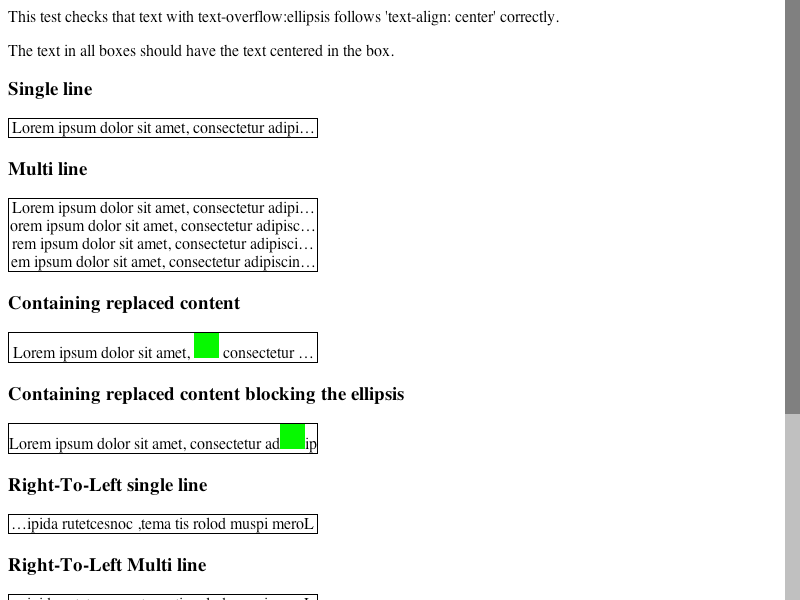 This test checks that text with text-overflow:ellipsis follows 'text-align: center' correctly.
The text in all boxes should have the text centered in the box.
Single line
Lorem ipsum dolor sit amet, consectetur adipi…
Multi line
Lorem ipsum dolor sit amet, consectetur adipi…
orem ipsum dolor sit amet, consectetur adipisc…
rem ipsum dolor sit amet, consectetur adipisci…
em ipsum dolor sit amet, consectetur adipiscin…
Containing replaced content
Lorem ipsum dolor sit amet, consectetur …
Containing replaced content blocking the ellipsis
Lorem ipsum dolor sit amet, consectetur ad ip
Right-To-Left single line
…ipida rutetcesnoc ,tema tis rolod muspi meroL
Right-To-Left Multi line